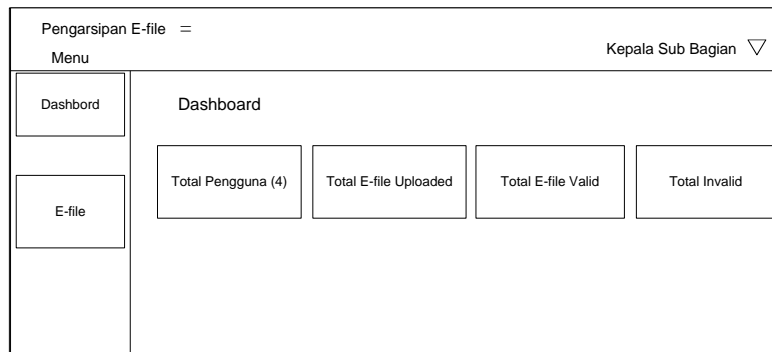 Pengarsipan E-file =
Menu
Kepala Sub Bagian
Dashbord
Dashboard
Total Pengguna (4)
Total E-file Uploaded
Total E-file Valid
Total Invalid
E-file